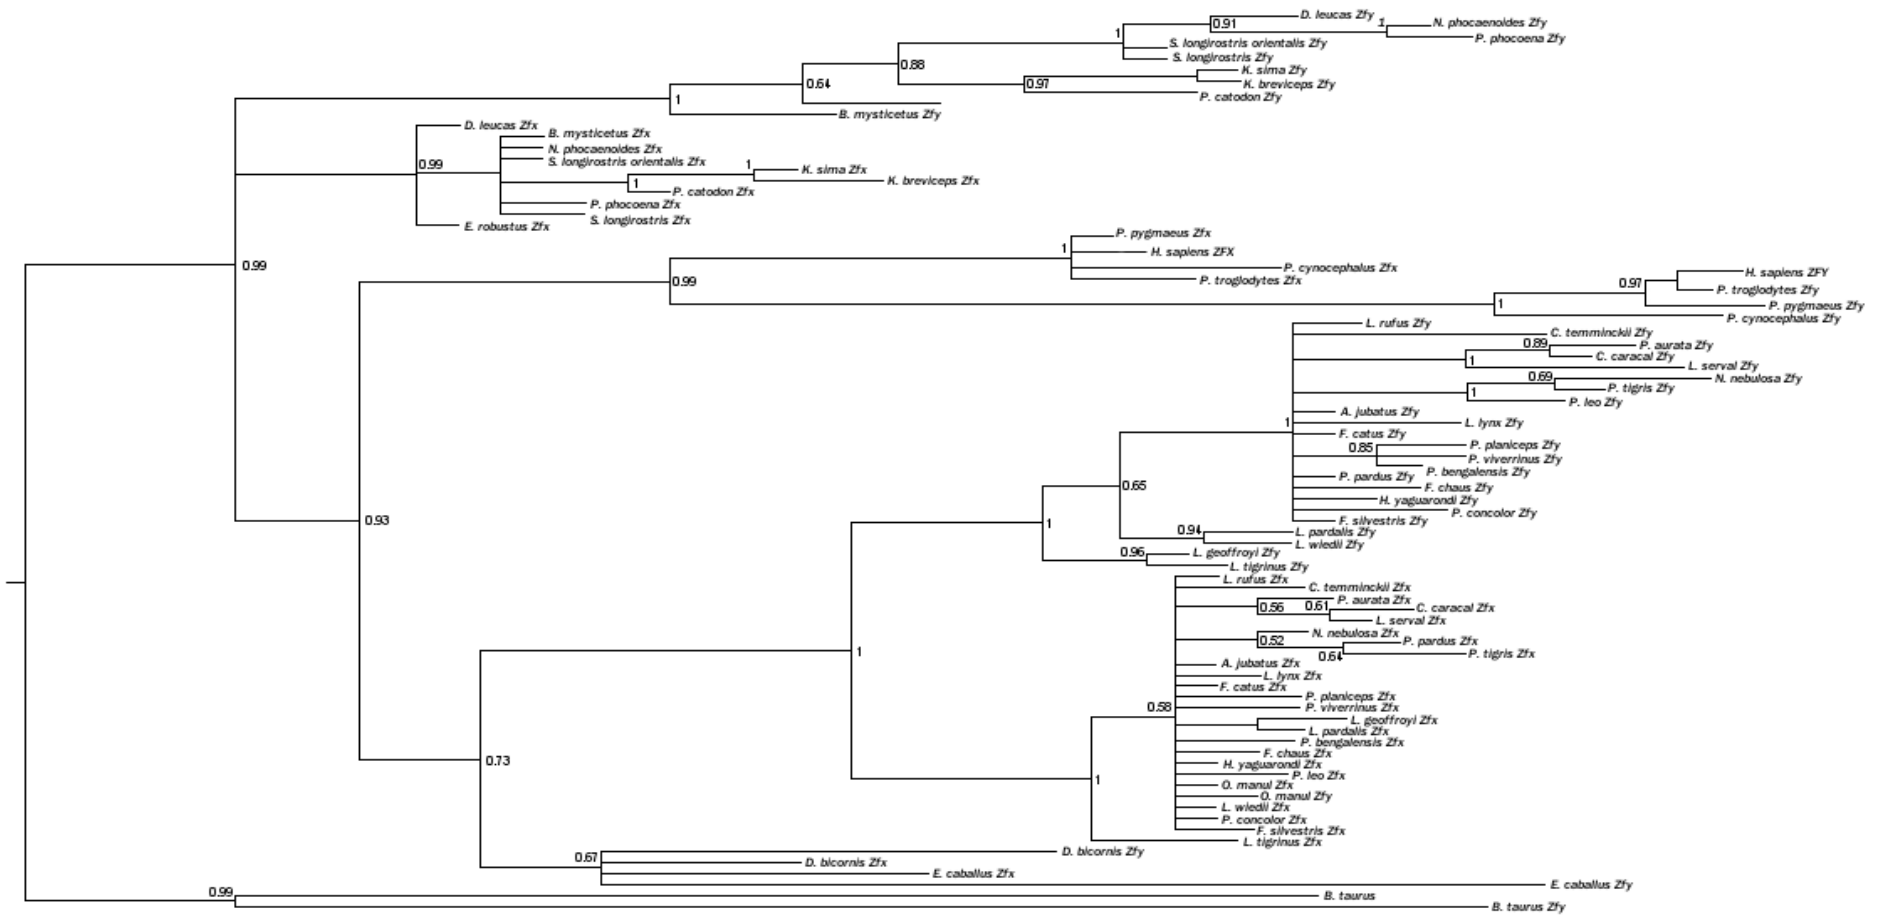 D. leucas Zfy
0.91
1
N. phocaenoides Zfy
1
P. phocoena Zfy
S. longirostris orientalis Zfy
S. longirostris Zfy
0.88
K. sima Zfy
0.64
0.97
K. breviceps Zfy
P. catodon Zfy
1
B. mysticetus Zfy
D. leucas Zfx
B. mysticetus Zfx
N. phocaenoides Zfx
0.99
S. longirostris orientalis Zfx
1
K. sima Zfx
1
K. breviceps Zfx
P. catodon Zfx
P. phocoena Zfx
S. longirostris Zfx
E. robustus Zfx
P. pygmaeus Zfx
1
H. sapiens ZFX
0.99
P. cynocephalus Zfx
H. sapiens ZFY
0.99
P. troglodytes Zfx
0.97
P. troglodytes Zfy
1
P. pygmaeus Zfy
P. cynocephalus Zfy
L. rufus Zfy
C. temminckii Zfy
0.89
P. aurata Zfy
C. caracal Zfy
1
L. serval Zfy
0.69
N. nebulosa Zfy
P. tigris Zfy
1
P. leo Zfy
A. jubatus Zfy
1
L. lynx Zfy
F. catus Zfy
0.85
P. planiceps Zfy
P. viverrinus Zfy
P. bengalensis Zfy
P. pardus Zfy
0.65
F. chaus Zfy
H. yaguarondi Zfy
P. concolor Zfy
0.93
1
F. silvestris Zfy
0.94
L. pardalis Zfy
L. wiedii Zfy
0.96
L. geoffroyi Zfy
L. tigrinus Zfy
L. rufus Zfx
C. temminckii Zfx
P. aurata Zfx
0.56
0.61
C. caracal Zfx
L. serval Zfx
N. nebulosa Zfx
0.52
P. pardus Zfx
1
0.64
P. tigris Zfx
A. jubatus Zfx
L. lynx Zfx
F. catus Zfx
P. planiceps Zfx
0.58
P. viverrinus Zfx
L. geoffroyi Zfx
L. pardalis Zfx
P. bengalensis Zfx
F. chaus Zfx
0.73
H. yaguarondi Zfx
1
P. leo Zfx
O. manul Zfx
O. manul Zfy
L. wiedii Zfx
P. concolor Zfx
F. silvestris Zfx
L. tigrinus Zfx
0.67
D. bicornis Zfy
D. bicornis Zfx
E. caballus Zfx
E. caballus Zfy
0.99
B. taurus
B. taurus Zfy